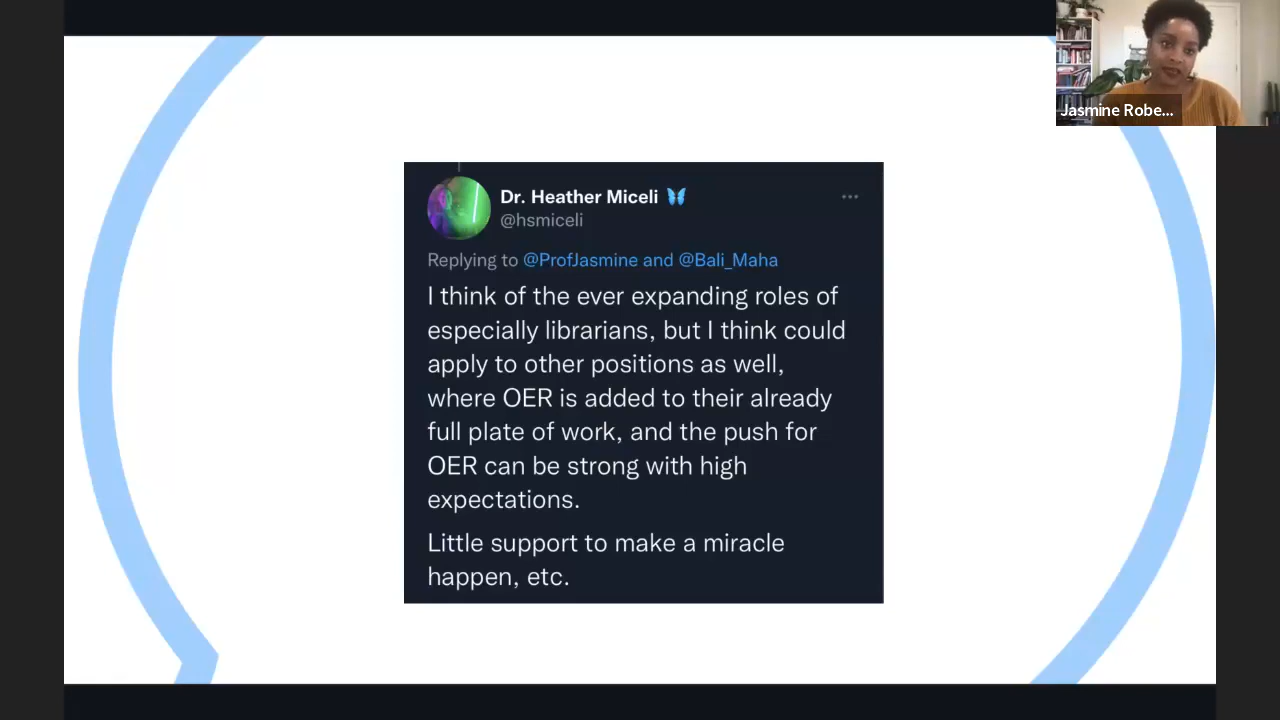 Jasmine Robe...
Dr. Heather Miceli 🦋
@hsmiceli
Replying to @ProfJasmine and @Bali_Maha
I think of the ever expanding roles of
especially librarians, but I think could
apply to other positions as well,
where OER is added to their already
full plate of work, and the push for
OER can be strong with high
expectations.
Little support to make a miracle
happen, etc.